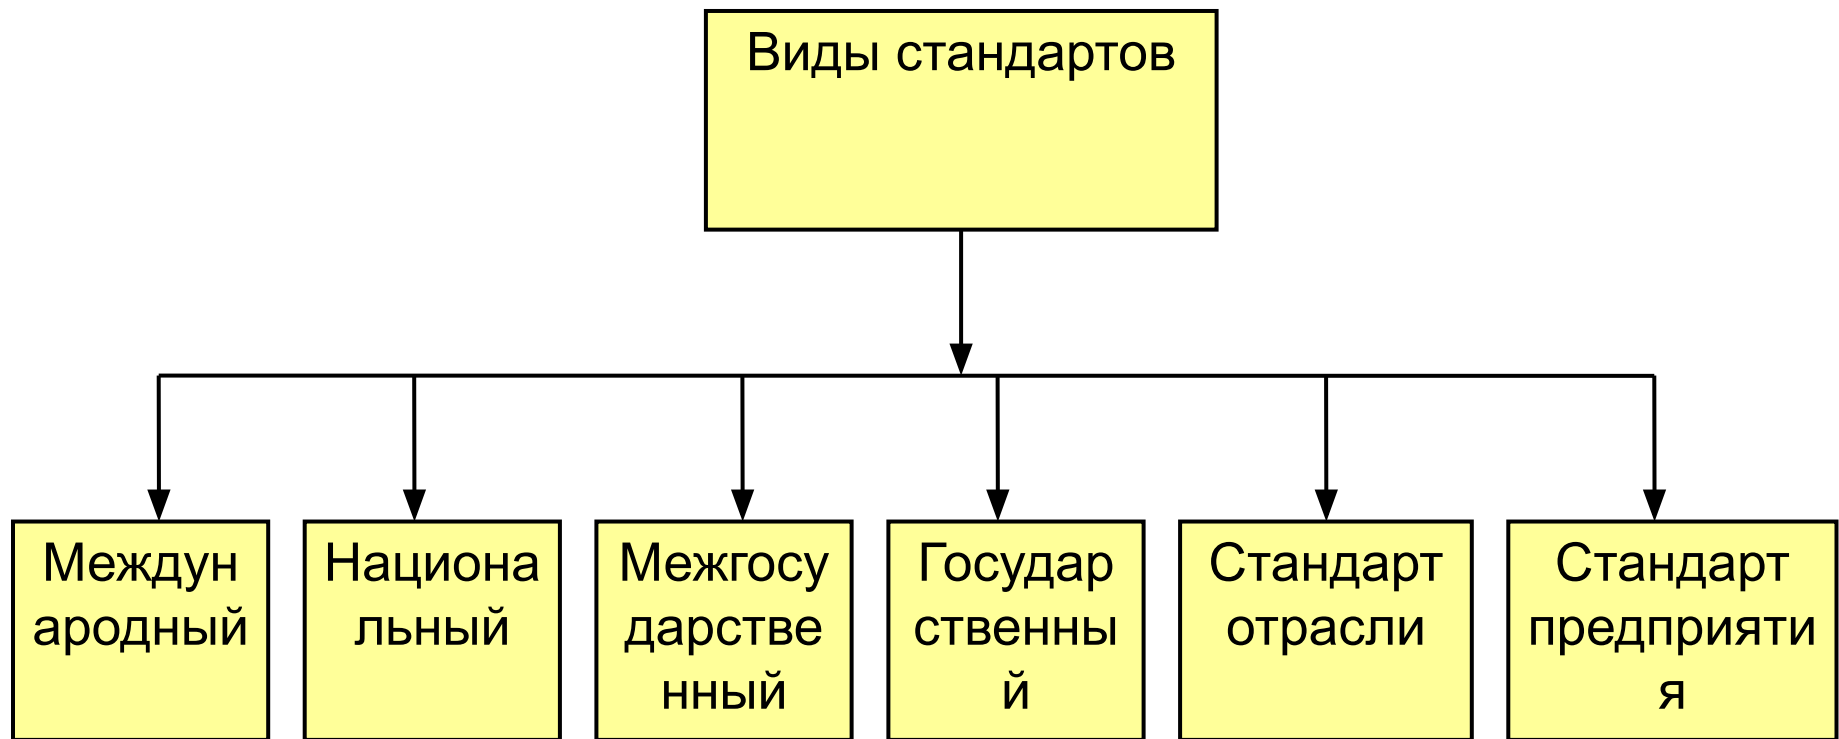 Виды стандартов
Междун
ародный
Национа
льный
Межгосу
дарстве
нный
Государ
ственны
й
Стандарт
отрасли
Стандарт
предприяти
я